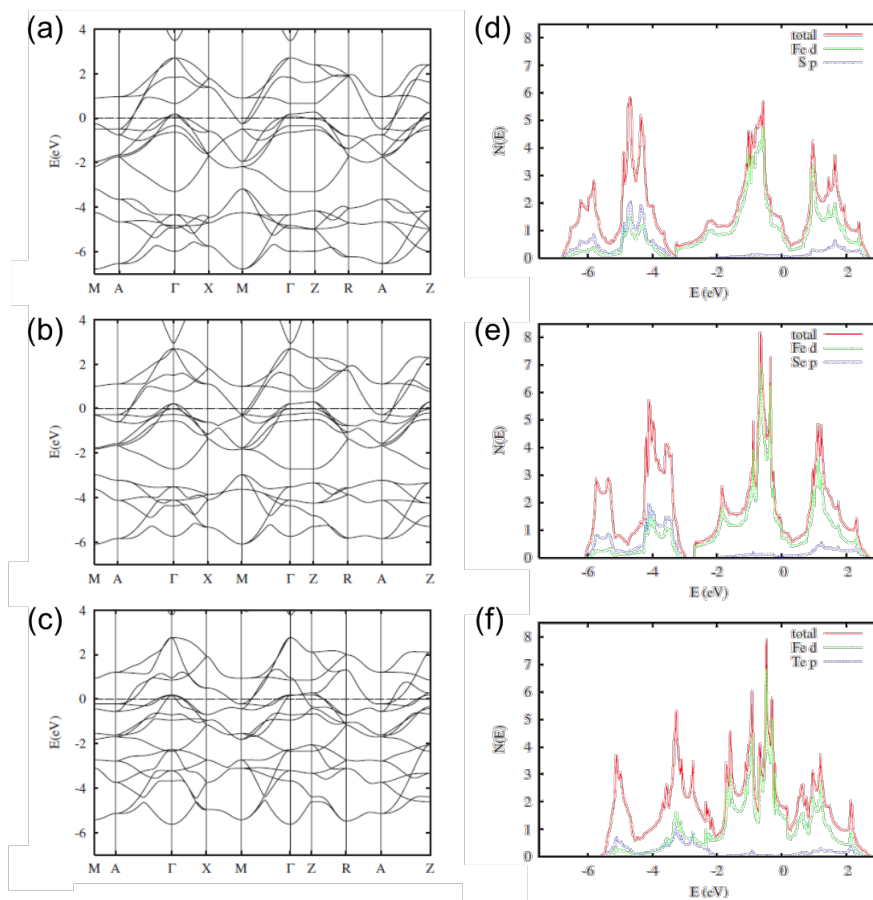 (a)
4
2
0
-2
-4
-6
E(eV)
M A Γ X M Γ Z R A Z
(d)
8
7
6
5
4
3
2
1
0
N(E)
total
Fe d
S p
-6 -4 -2 0 2
E (eV)
(b)
4
2
0
-2
-4
-6
E(eV)
M A Γ X M Γ Z R A Z
(e)
8
7
6
5
4
3
2
1
0
N(E)
total
Fe d
Se p
-6 -4 -2 0 2
E (eV)
(c)
4
2
0
-2
-4
-6
E(eV)
M A Γ X M Γ Z R A Z
(f)
8
7
6
5
4
3
2
1
0
N(E)
total
Fe d
Te p
-6 -4 -2 0 2
E (eV)